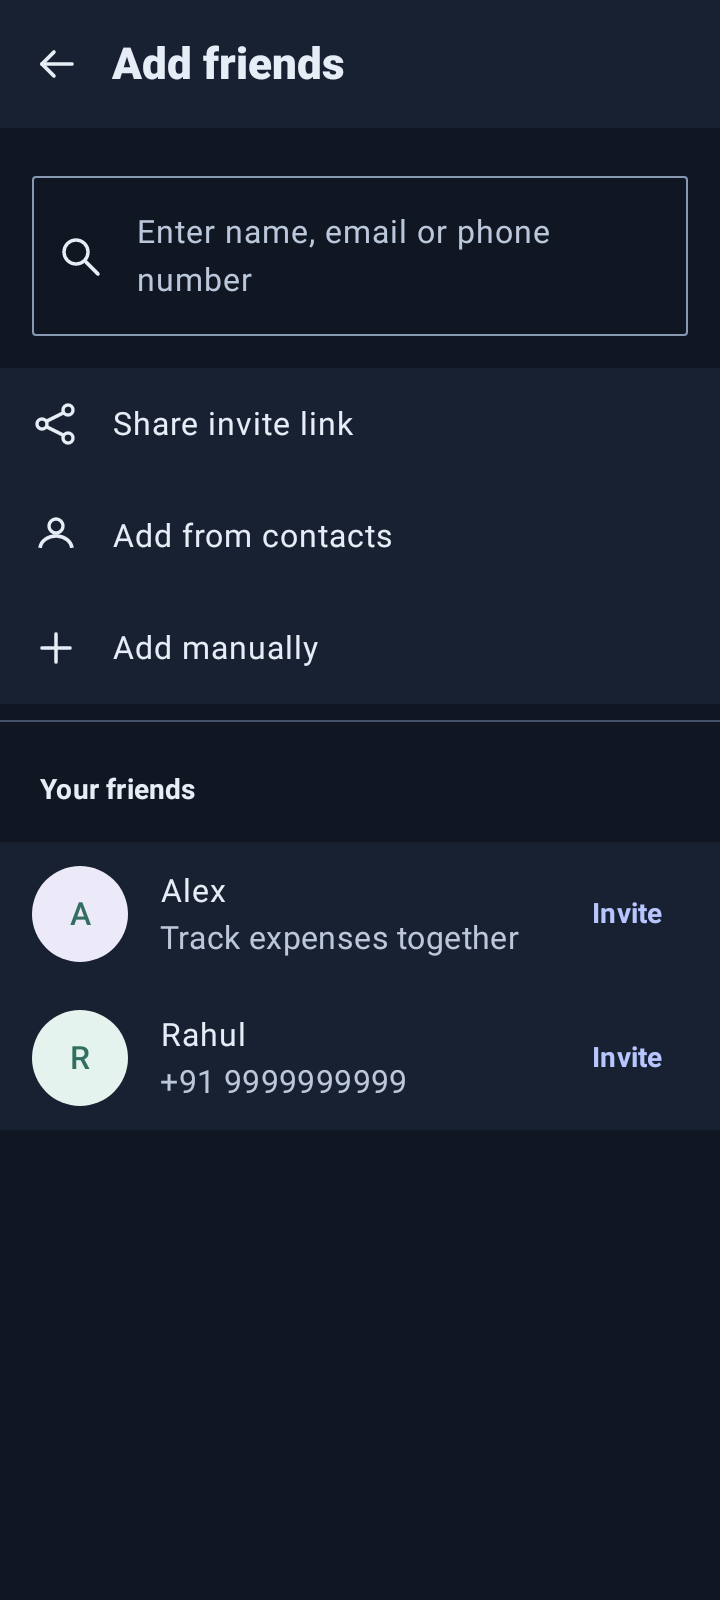 Add friends
Enter name, email or phone
number
Share invite link
Add from contacts
Add manually
Your friends
A
Alex
Track expenses together
Invite
R
Rahul
+91 9999999999
Invite